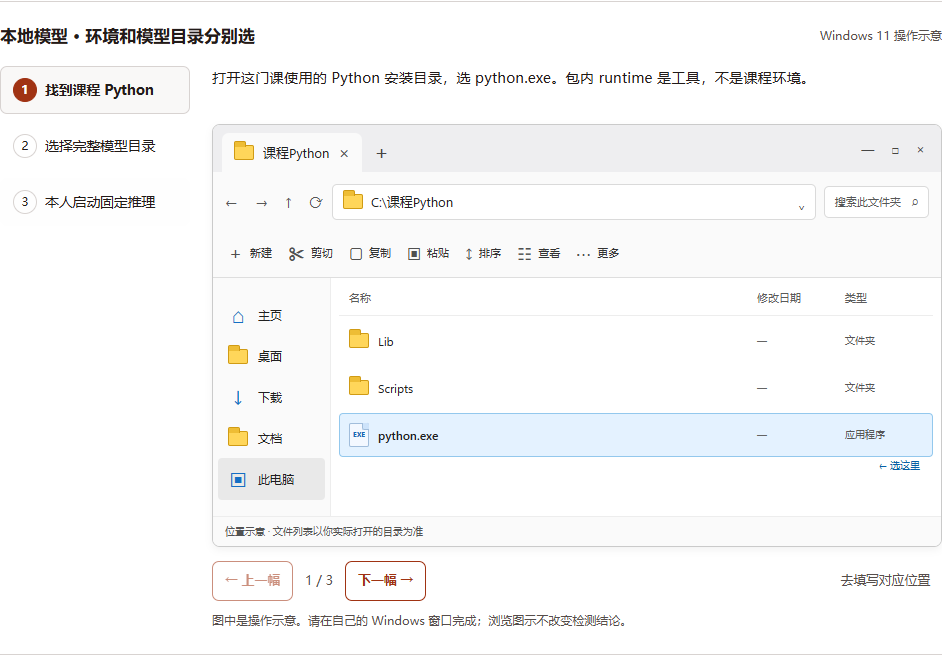 本地模型・环境和模型目录分别选
Windows 11 操作示意
1 找到课程 Python
2 选择完整模型目录
3 本人启动固定推理
打开这门课使用的 Python 安装目录，选 python.exe。包内 runtime 是工具，不是课程环境。
课程Python × +
← → ↑ ⟳ C:\课程Python 搜索此文件夹
+ 新建 剪切 复制 粘贴 ↕ 排序 查看 … 更多
主页
桌面
下载
文档
此电脑
名称 修改日期 类型
Lib — 文件夹
Scripts — 文件夹
EXE python.exe — 应用程序
← 选这里
位置示意 · 文件列表以你实际打开的目录为准
← 上一幅 1 / 3 下一幅 →
去填写对应位置
图中是操作示意。请在自己的 Windows 窗口完成；浏览图示不改变检测结论。